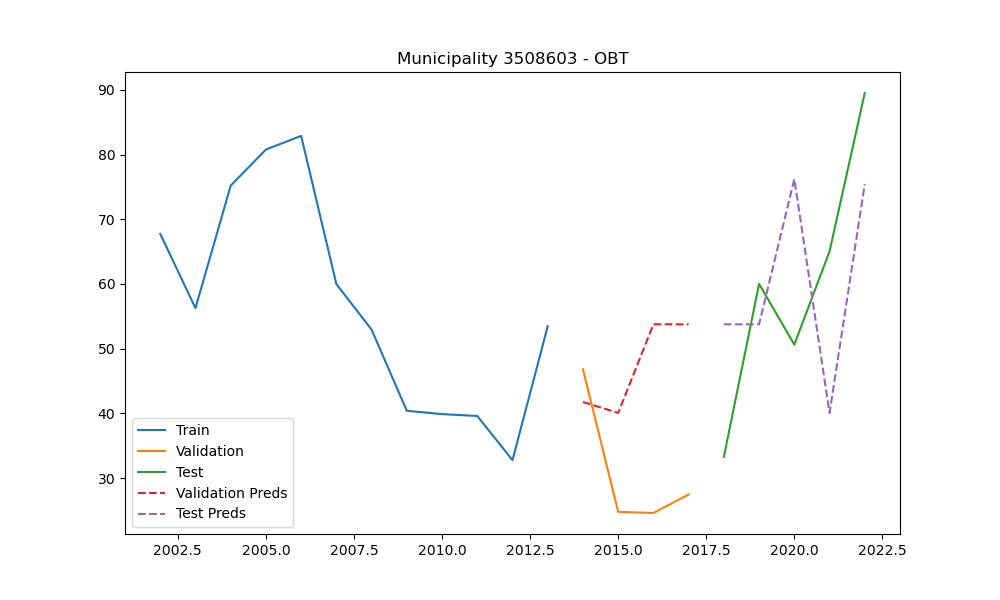 Municipality 3508603 - OBT
90
80
70
60
50
40
30
Train
Validation
Test
Validation Preds
Test Preds
2002.5 2005.0 2007.5 2010.0 2012.5 2015.0 2017.5 2020.0 2022.5